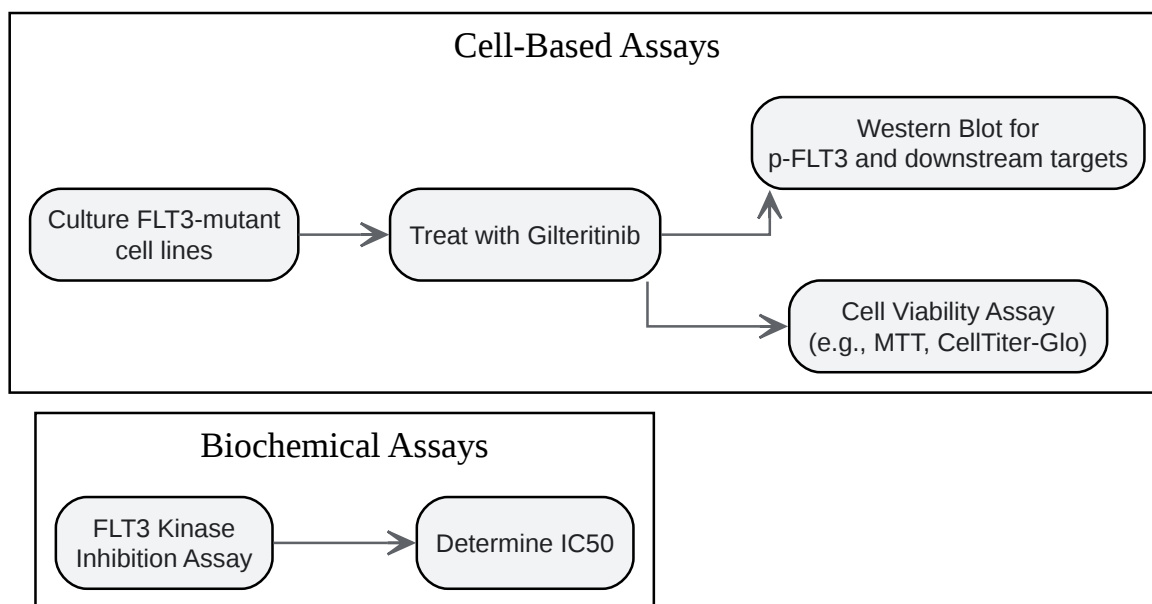 Cell-Based Assays
Western Blot for
p-FLT3 and downstream targets
Culture FLT3-mutant
cell lines
Treat with Gilteritinib
Cell Viability Assay
(e.g., MTT, CellTiter-Glo)
Biochemical Assays
FLT3 Kinase
Inhibition Assay
Determine IC50